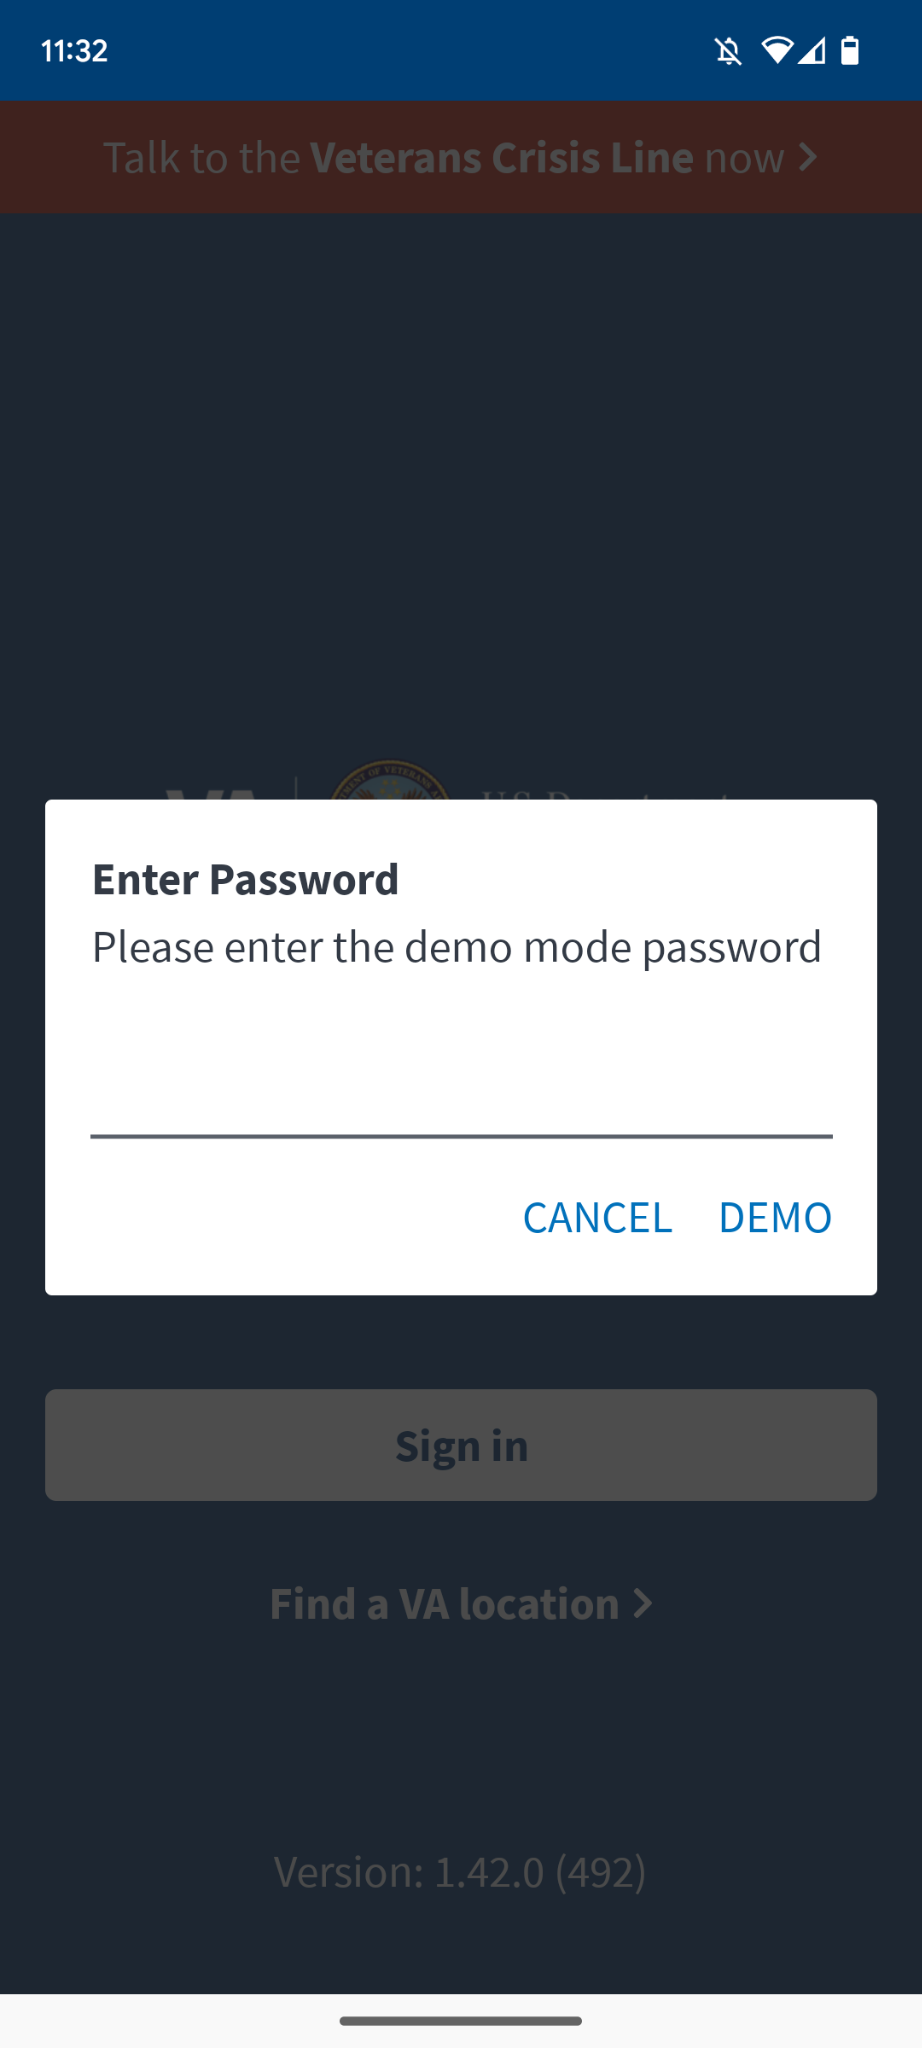 11:32
Talk to the Veterans Crisis Line now
Enter Password
Please enter the demo mode password
CANCEL DEMO
Sign in
Find a VA location
Version: 1.42.0 (492)